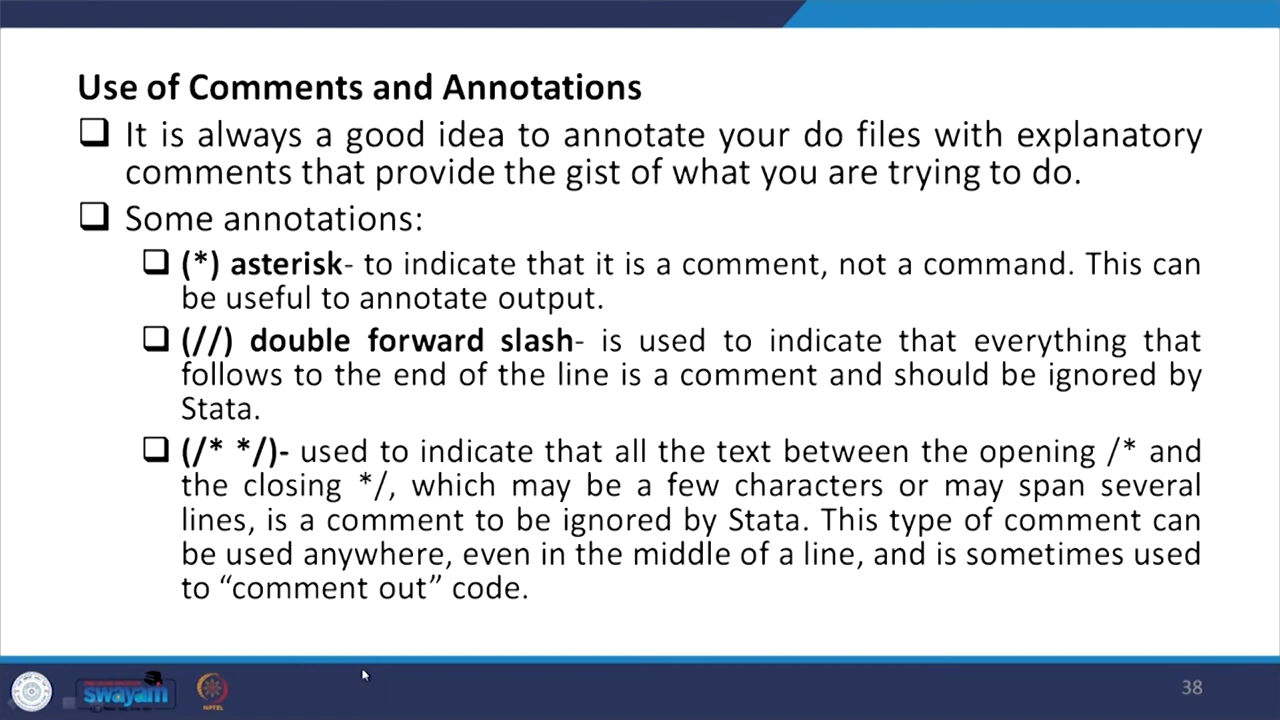 Use of Comments and Annotations
It is always a good idea to annotate your do files with explanatory
comments that provide the gist of what you are trying to do.
Some annotations:
(*) asterisk- to indicate that it is a comment, not a command. This can
be useful to annotate output.
(//) double forward slash- is used to indicate that everything that
follows to the end of the line is a comment and should be ignored by
Stata.
(/* */)- used to indicate that all the text between the opening /* and
the closing */, which may be a few characters or may span several
lines, is a comment to be ignored by Stata. This type of comment can
be used anywhere, even in the middle of a line, and is sometimes used
to “comment out” code.
swayam
NPTEL
38